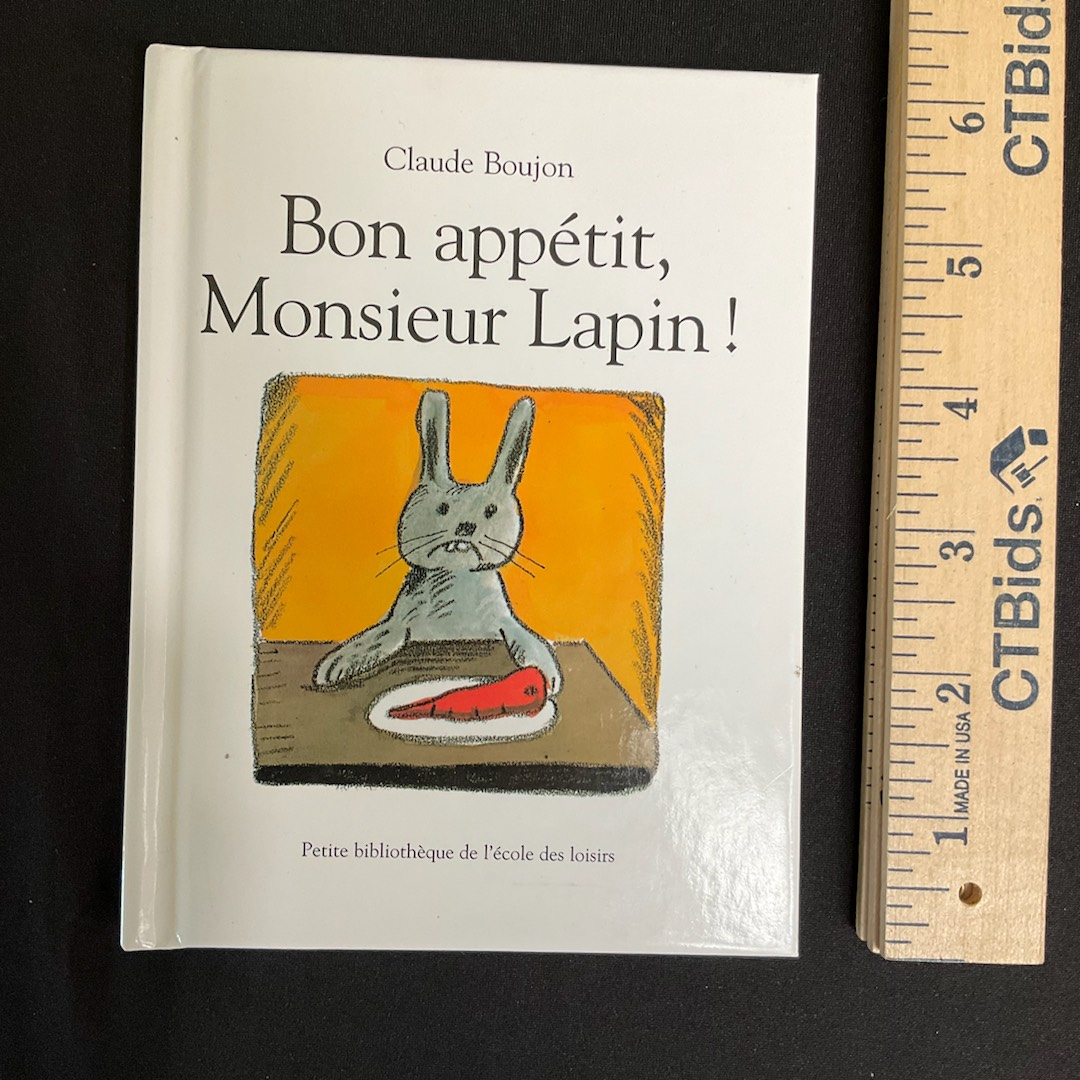 Claude Boujon
Bon appétit,
Monsieur Lapin !
Petite bibliothèque de l'école des loisirs
CTBids
6
5
4
3
CTBids
2
MADE IN USA
1